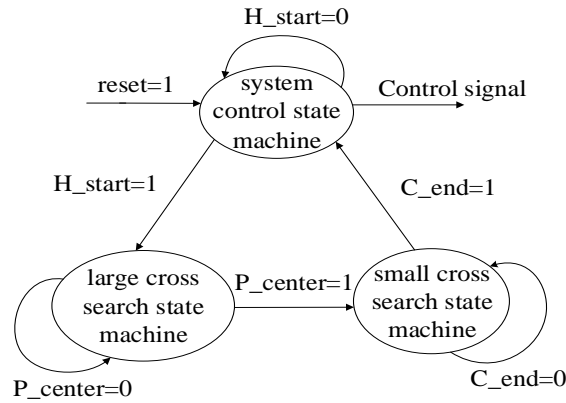 H_start=0
reset=1
system
control state
machine
Control signal
H_start=1
C_end=1
large cross
search state
machine
P_center=1
small cross
search state
machine
P_center=0
C_end=0